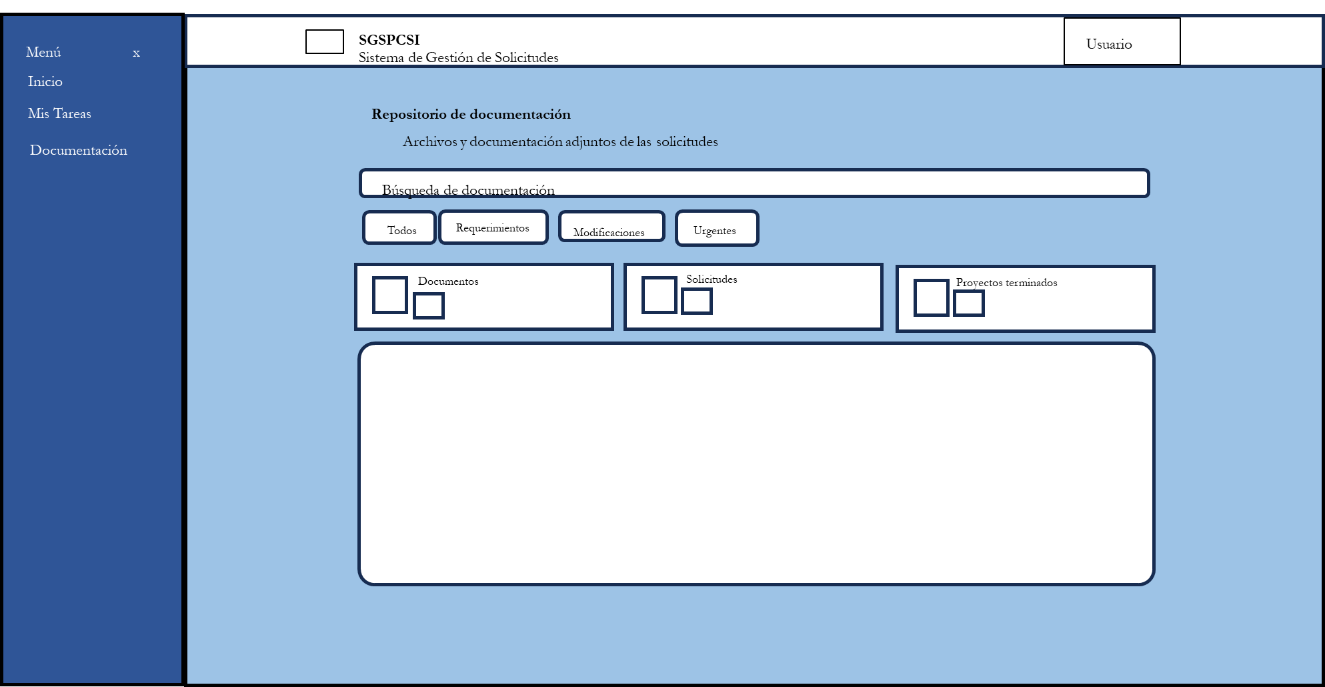 Menú x
Inicio
Mis Tareas
Documentación
SGSPCSI
Sistema de Gestión de Solicitudes
Usuario
Repositorio de documentación
Archivos y documentación adjuntos de las solicitudes
Búsqueda de documentación
Todos
Requerimientos
Modificaciones
Urgentes
Documentos
Solicitudes
Proyectos terminados